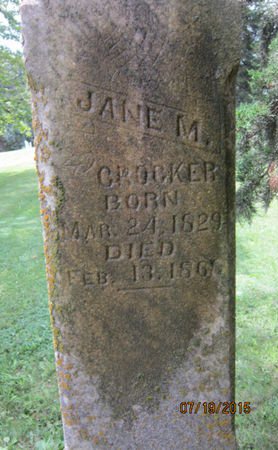 JANE M.
CROCKER
BORN
MAR. 24, 1829
DIED
FEB. 13,
07/19/2015